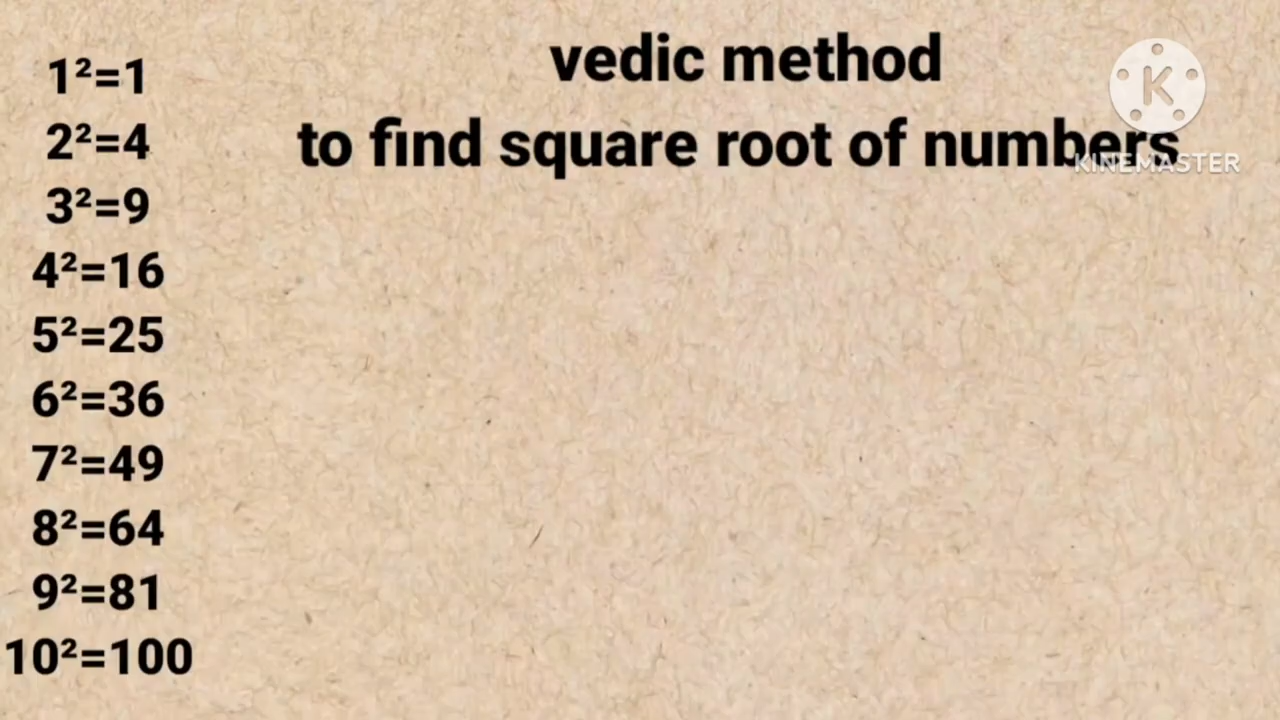 vedic method
to find square root of numbers
1²=1
2²=4
3²=9
4²=16
5²=25
6²=36
7²=49
8²=64
9²=81
10²=100
K
KINEMASTER